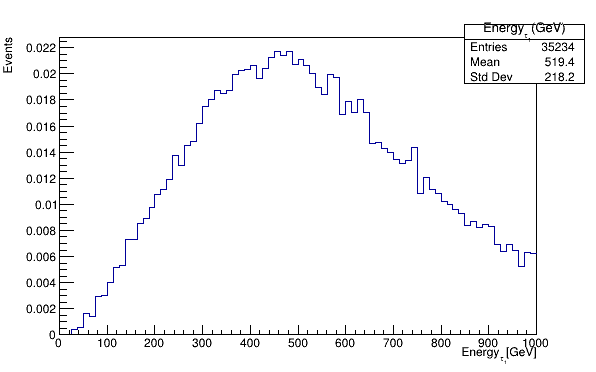 Energy_τ1 (GeV)
Entries 35234
Mean 519.4
Std Dev 218.2
Events
0.022
0.02
0.018
0.016
0.014
0.012
0.01
0.008
0.006
0.004
0.002
0
0 100 200 300 400 500 600 700 800 900 1000
Energy_τ1 [GeV]